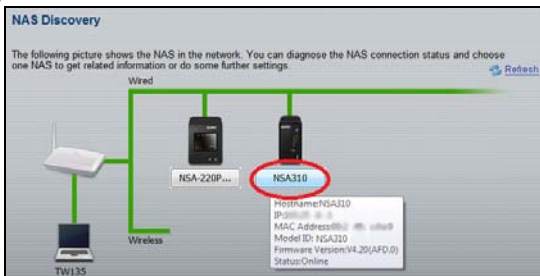 NAS Discovery
The following picture shows the NAS in the network. You can diagnose the NAS connection status and choose
one NAS to get related information or do some further settings.
Refresh
Wired
NSA-220P...
NSA310
Hostname:NSA310
IP:
MAC Address:
Model ID: NSA310
Firmware Version:V4.20(AFD.0)
Status:Online
Wireless
TW135